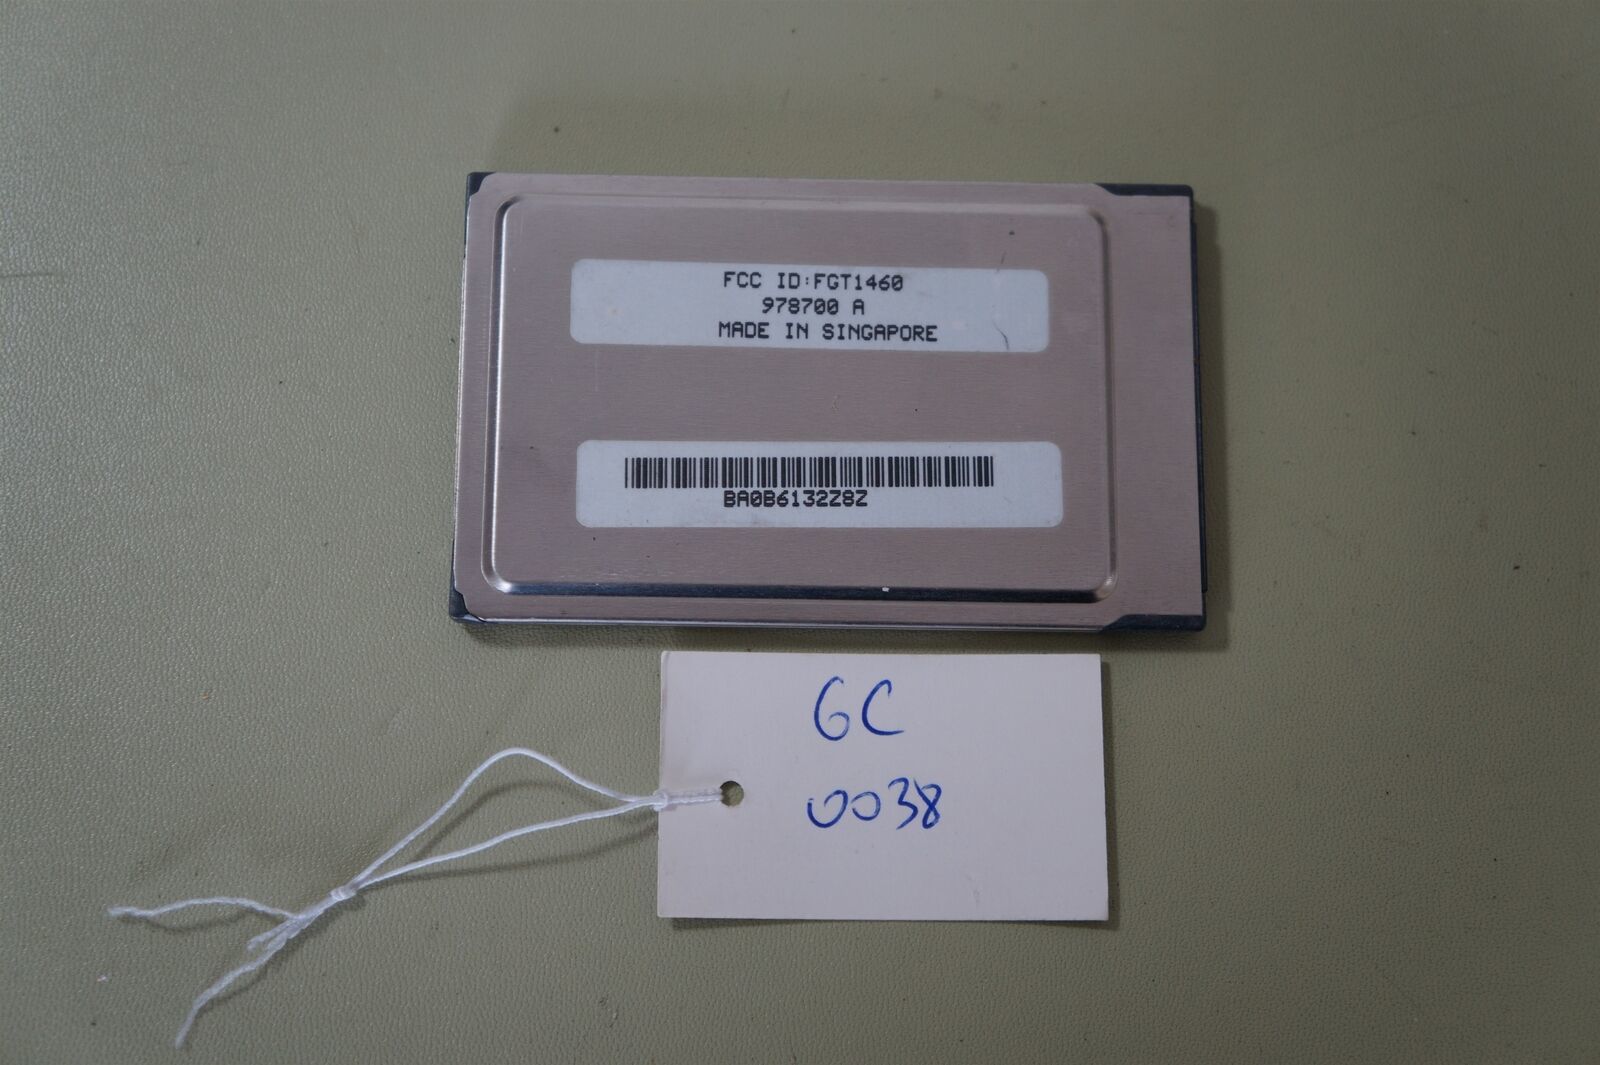 FCC ID:FGT1460
978700 A
MADE IN SINGAPORE
BA0B6132Z8Z
GC
0038